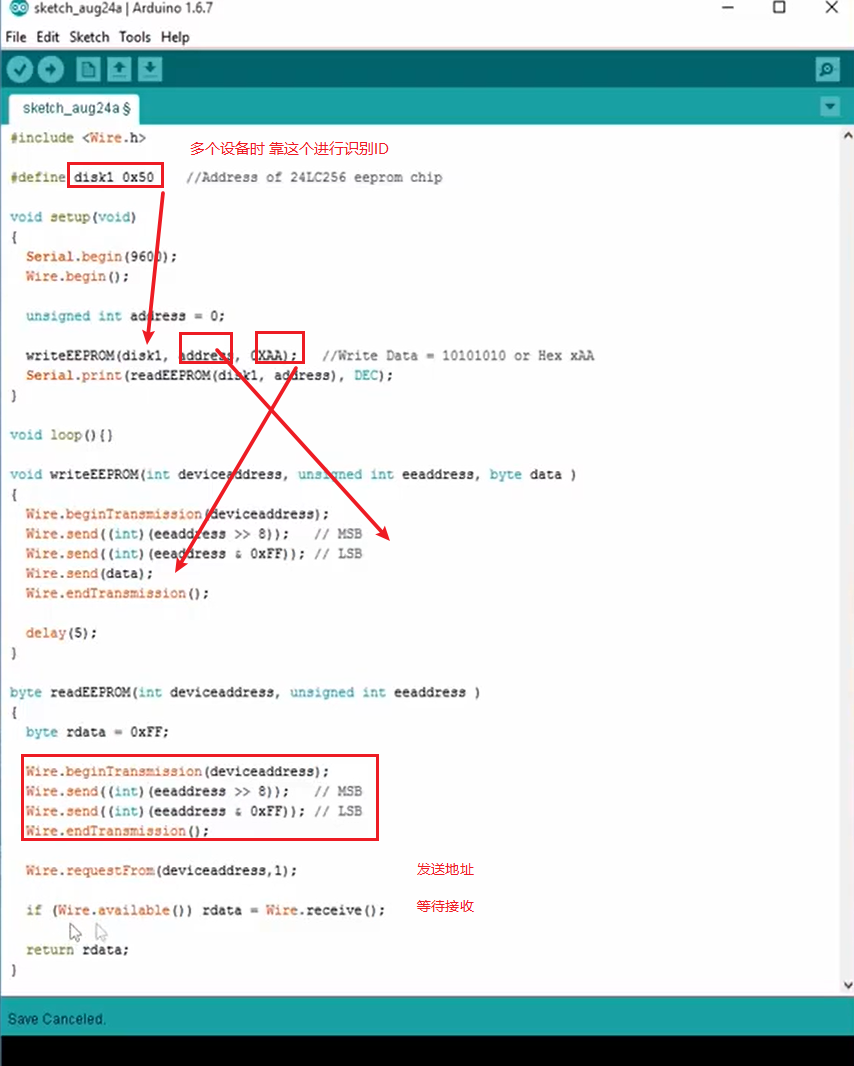 sketch_aug24a | Arduino 1.6.7
File Edit Sketch Tools Help
sketch_aug24a §
#include <Wire.h>
多个设备时 靠这个进行识别ID
#define disk1 0x50 //Address of 24LC256 eeprom chip
void setup(void)
{
Serial.begin(9600);
Wire.begin();
unsigned int address = 0;
writeEEPROM(disk1, address, 0XAA); //Write Data = 10101010 or Hex xAA
Serial.print(readEEPROM(disk1, address), DEC);
}
void loop(){}
void writeEEPROM(int deviceaddress, unsigned int eeaddress, byte data )
{
Wire.beginTransmission(deviceaddress);
Wire.send((int)(eeaddress >> 8)); // MSB
Wire.send((int)(eeaddress & 0xFF)); // LSB
Wire.send(data);
Wire.endTransmission();
delay(5);
}
byte readEEPROM(int deviceaddress, unsigned int eeaddress )
{
byte rdata = 0xFF;
Wire.beginTransmission(deviceaddress);
Wire.send((int)(eeaddress >> 8)); // MSB
Wire.send((int)(eeaddress & 0xFF)); // LSB
Wire.endTransmission();
Wire.requestFrom(deviceaddress,1); 发送地址
if (Wire.available()) rdata = Wire.receive(); 等待接收
return rdata;
}
Save Canceled.